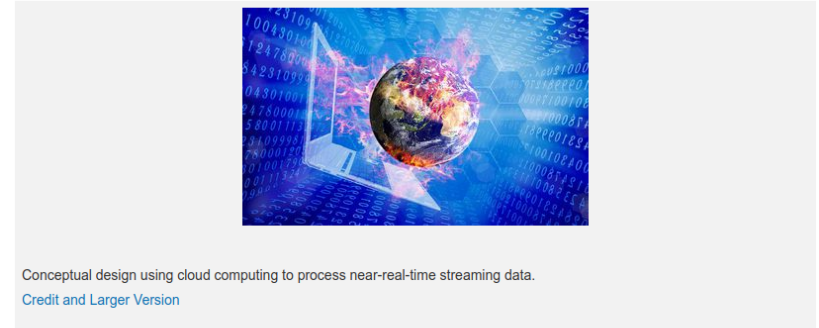 Conceptual design using cloud computing to process near-real-time streaming data.
Credit and Larger Version